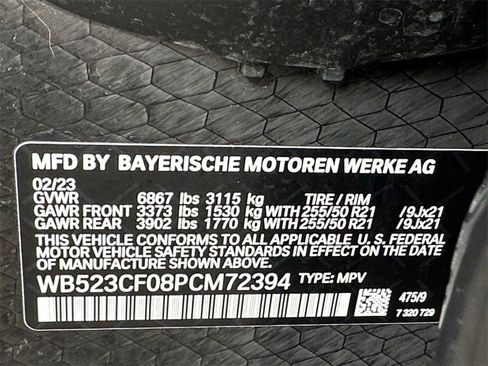 MFD BY BAYERISCHE MOTOREN WERKE AG
02/23
GVWR 6867 lbs 3115 kg TIRE / RIM
GAWR FRONT 3373 lbs 1530 kg WITH 255/50 R21 /9Jx21
GAWR REAR 3902 lbs 1770 kg WITH 255/50 R21 /9Jx21
THIS VEHICLE CONFORMS TO ALL APPLICABLE U. S. FEDERAL
MOTOR VEHICLE SAFETY STANDARDS IN EFFECT ON THE DATE
OF MANUFACTURE SHOWN ABOVE.
WB523CF08PCM72394 TYPE: MPV
475/9
7 320 729